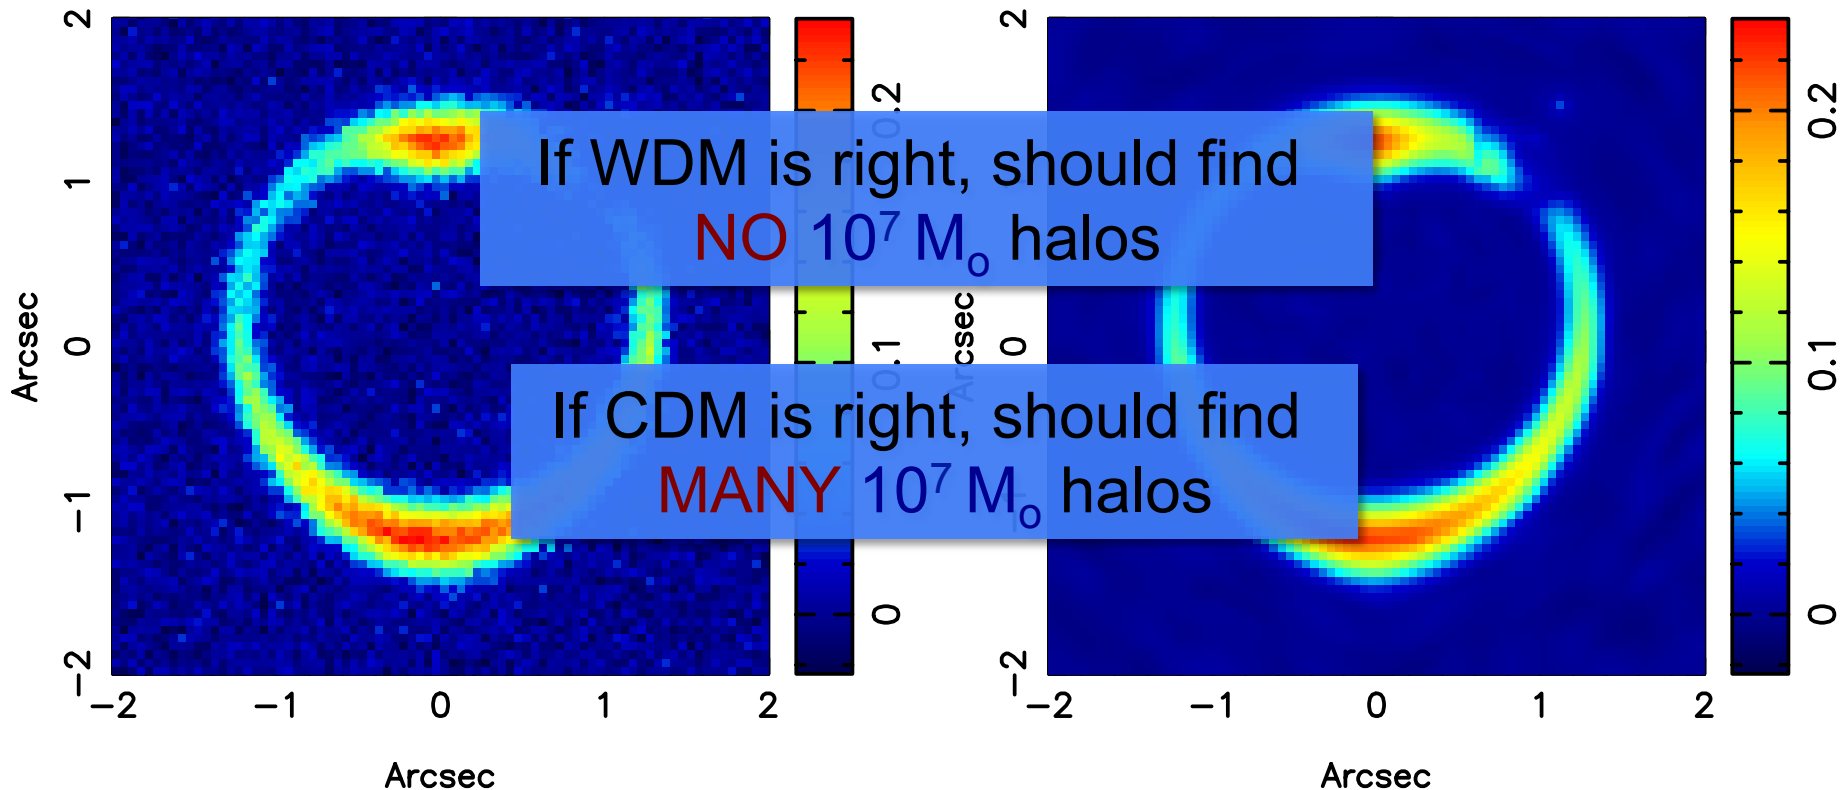 If WDM is right, should find
NO 10⁷ Mₒ halos
If CDM is right, should find
MANY 10⁷ Mₒ halos
2
1
0
−1
−2
Arcsec
−2 −1 0 1 2
Arcsec
0.2
0.1
0
2
0
−1
−2
Arcsec
Arcsec
−2 −1 0 1 2
Arcsec
0.2
0.1
0